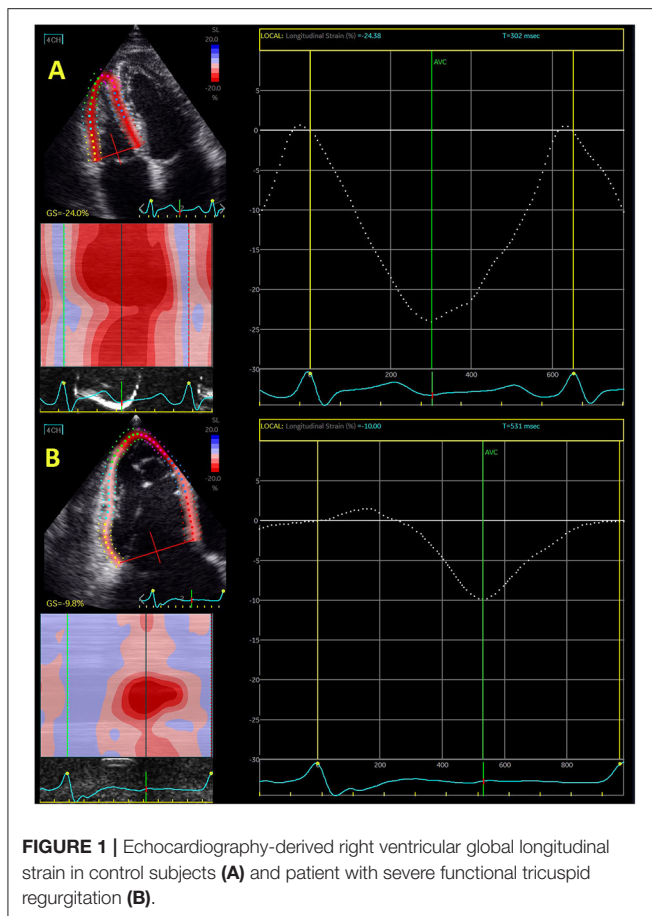 4CH
SL
20.0
-20.0
%
A
GS=-24.0%
LOCAL: Longitudinal Strain (%)=-24.38 T=302 msec
AVC
5
0
-5
-10
-15
-20
-25
-30
0 200 400 600
4CH
SL
20.0
-20.0
%
B
GS=-9.8%
LOCAL: Longitudinal Strain (%)=-10.00 T=531 msec
AVC
5
0
-5
-10
-15
-20
-25
-30
0 200 400 600 800
FIGURE 1 | Echocardiography-derived right ventricular global longitudinal
strain in control subjects (A) and patient with severe functional tricuspid
regurgitation (B).